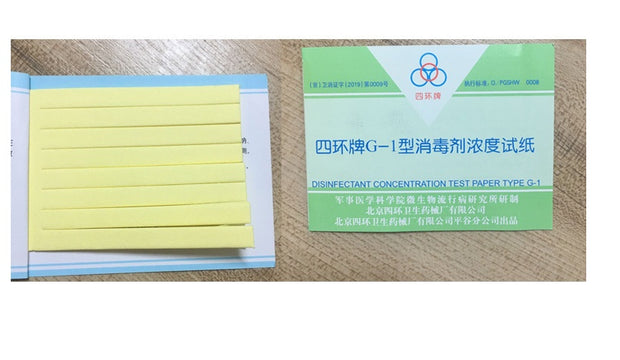 四环牌
(京)卫消证字[2019]第0009号
执行标准:Q/PGSHW 0008
四环牌G-1型消毒剂浓度试纸
DISINFECTANT CONCENTRATION TEST PAPER TYPE G-1
军事医学科学院微生物流行病研究所研制
北京四环卫生药械厂有限公司
北京四环卫生药械厂有限公司平谷分公司出品